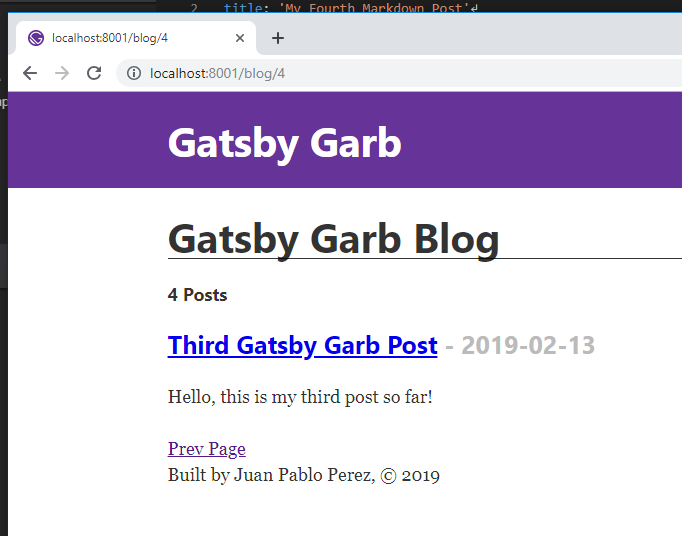 2 title: 'My Fourth Markdown Post'↲
localhost:8001/blog/4
localhost:8001/blog/4
Gatsby Garb
Gatsby Garb Blog
4 Posts
Third Gatsby Garb Post - 2019-02-13
Hello, this is my third post so far!
Prev Page
Built by Juan Pablo Perez, © 2019